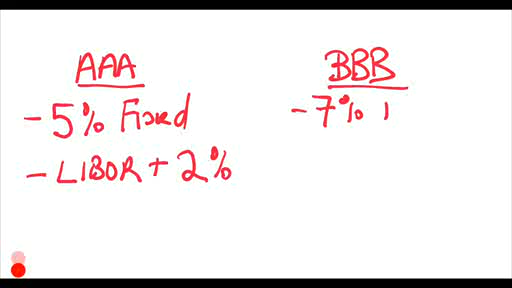 AAA
- 5% Fixed
- LIBOR + 2%
BBB
- 7%